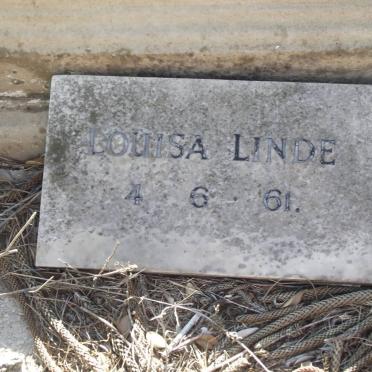 LOUISA LINDE
4 · 6 · 61.